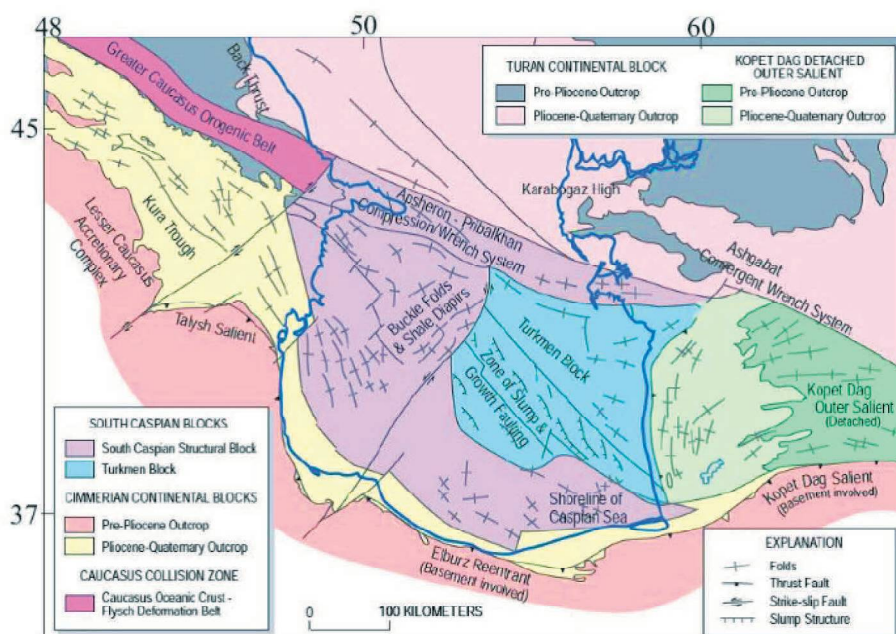 48
50
60
45
37
Greater Caucasus Orogenic Belt
Back Thrust
TURAN CONTINENTAL BLOCK
Pre-Pliocene Outcrop
Pliocene-Quaternary Outcrop
KOPET DAG DETACHED
OUTER SALIENT
Pre-Pliocene Outcrop
Pliocene-Quaternary Outcrop
Lesser Caucasus
Accretionary
Complex
Kura Trough
Apsheron - Pribalkhan
Compression/Wrench System
Karabogaz High
Ashgabat
Convergent Wrench System
Talysh Salient
Buckle Folds
& Shale Diapirs
Turkmen Block
Zone of Slump &
Growth Faulting
Kopet Dag
Outer Salient
(Detached)
Shoreline of
Caspian Sea
Kopet Dag Salient
(Basement involved)
Elburz Reentrant
(Basement involved)
SOUTH CASPIAN BLOCKS
South Caspian Structural Block
Turkmen Block
CIMMERIAN CONTINENTAL BLOCKS
Pre-Pliocene Outcrop
Pliocene-Quaternary Outcrop
CAUCASUS COLLISION ZONE
Caucasus Oceanic Crust -
Flysch Deformation Belt
0 100 KILOMETERS
EXPLANATION
Folds
Thrust Fault
Strike-slip Fault
Slump Structure